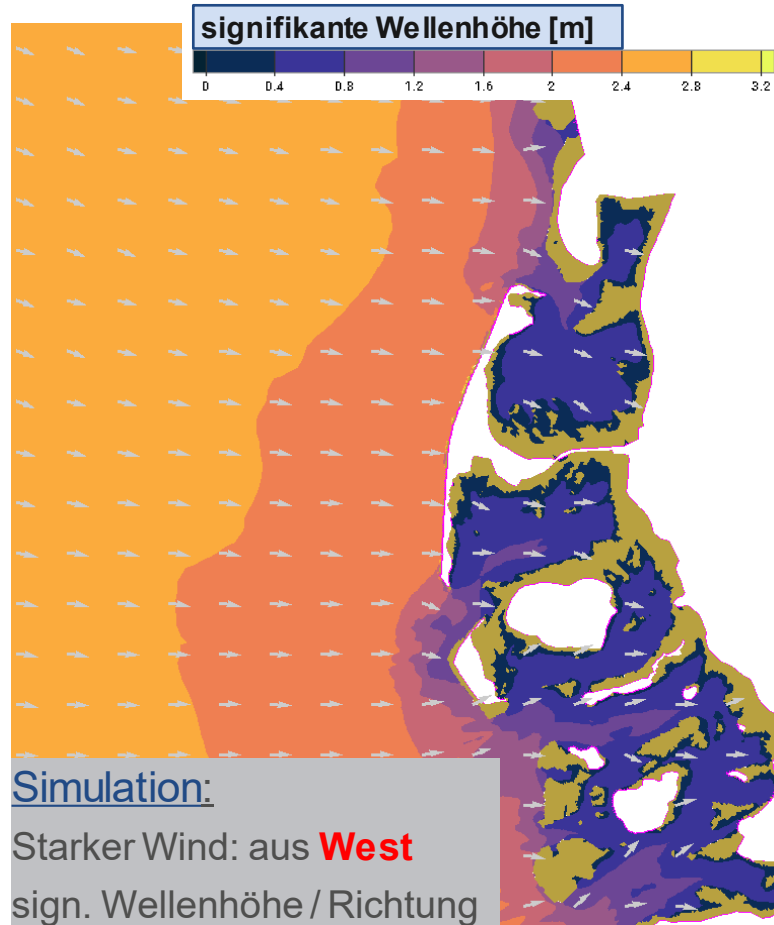 signifikante Wellenhöhe [m]
0 0.4 0.8 1.2 1.6 2 2.4 2.8 3.2
Simulation:
Starker Wind: aus West
sign. Wellenhöhe / Richtung